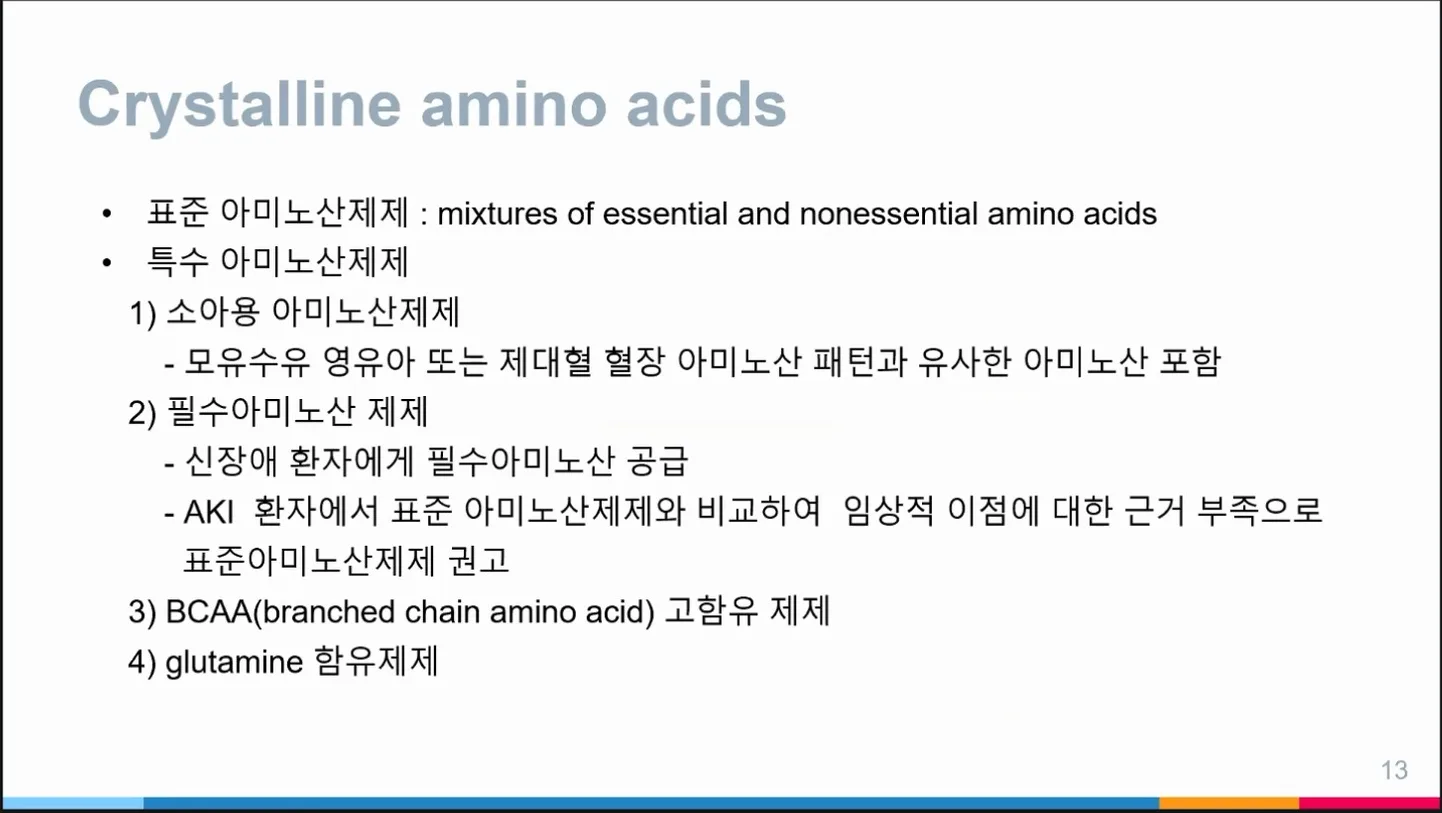 Crystalline amino acids
• 표준 아미노산제제 : mixtures of essential and nonessential amino acids
• 특수 아미노산제제
1) 소아용 아미노산제제
- 모유수유 영유아 또는 제대혈 혈장 아미노산 패턴과 유사한 아미노산 포함
2) 필수아미노산 제제
- 신장애 환자에게 필수아미노산 공급
- AKI 환자에서 표준 아미노산제제와 비교하여 임상적 이점에 대한 근거 부족으로
표준아미노산제제 권고
3) BCAA(branched chain amino acid) 고함유 제제
4) glutamine 함유제제
13